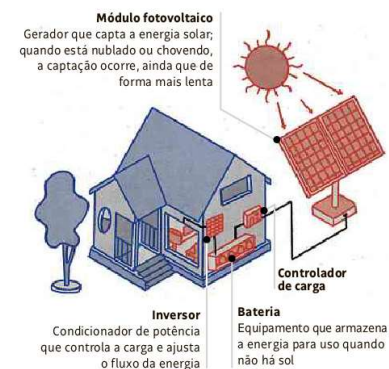 Módulo fotovoltaico
Gerador que capta a energia solar;
quando está nublado ou chovendo,
a captação ocorre, ainda que de
forma mais lenta
Controlador
de carga
Inversor
Condicionador de potência
que controla a carga e ajusta
o fluxo da energia
Bateria
Equipamento que armazena
a energia para uso quando
não há sol